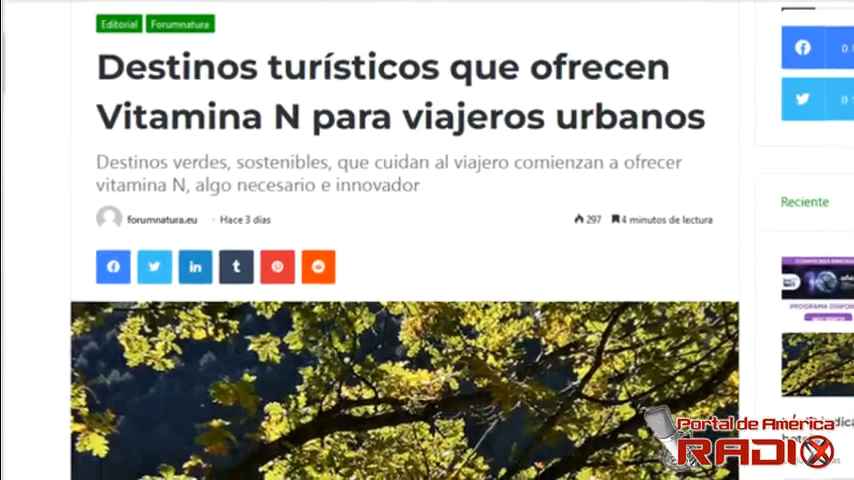 Editorial Forumnatura
Destinos turísticos que ofrecen
Vitamina N para viajeros urbanos
Destinos verdes, sostenibles, que cuidan al viajero comienzan a ofrecer
vitamina N, algo necesario e innovador
forumnatura.eu · Hace 3 días 297 4 minutos de lectura
0
0
Reciente
Portal de América
RADIO